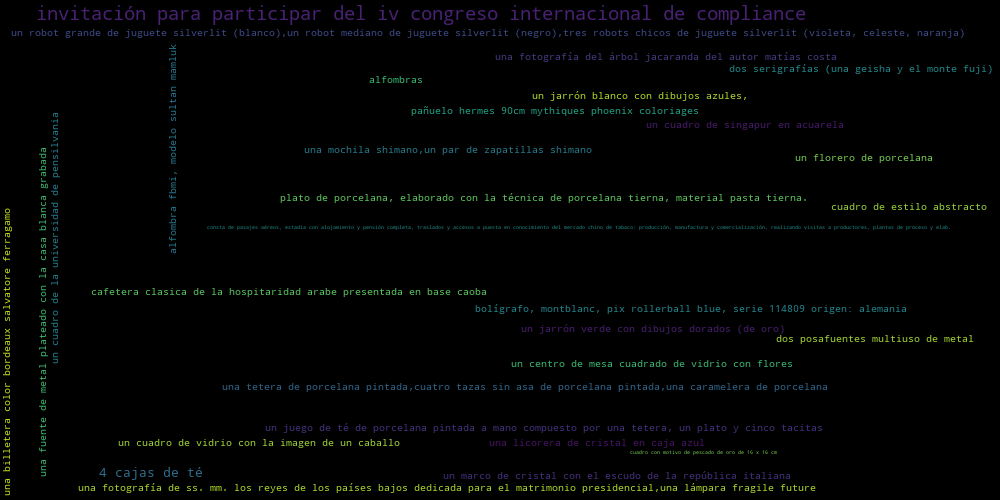 invitación para participar del iv congreso internacional de compliance
un robot grande de juguete silverlit (blanco),un robot mediano de juguete silverlit (negro),tres robots chicos de juguete silverlit (violeta, celeste, naranja)
una fotografía del árbol jacaranda del autor matías costa
dos serigrafías (una geisha y el monte fuji)
alfombras
un jarrón blanco con dibujos azules,
pañuelo hermes 90cm mythiques phoenix coloriages
un cuadro de singapur en acuarela
una mochila shimano,un par de zapatillas shimano
un florero de porcelana
plato de porcelana, elaborado con la técnica de porcelana tierna, material pasta tierna.
cuadro de estilo abstracto
consta de pasajes aéreos, estadía con alojamiento y pensión completa, traslados y accesos a puesta en conocimiento del mercado chino de tabaco: producción, manufactura y comercialización, realizando visitas a productores, plantas de proceso y elab.
alfombra fbmi, modelo sultan mamluk
un cuadro de la universidad de pensilvania
una fuente de metal plateado con la casa blanca grabada
una billetera color bordeaux salvatore ferragamo
cafetera clasica de la hospitaridad arabe presentada en base caoba
bolígrafo, montblanc, pix rollerball blue, serie 114809 origen: alemania
un jarrón verde con dibujos dorados (de oro)
dos posafuentes multiuso de metal
un centro de mesa cuadrado de vidrio con flores
una tetera de porcelana pintada,cuatro tazas sin asa de porcelana pintada,una caramelera de porcelana
un juego de té de porcelana pintada a mano compuesto por una tetera, un plato y cinco tacitas
un cuadro de vidrio con la imagen de un caballo
una licorera de cristal en caja azul
cuadro con motivo de pescado de oro de 16 x 16 cm
4 cajas de té
un marco de cristal con el escudo de la república italiana
una fotografía de ss. mm. los reyes de los países bajos dedicada para el matrimonio presidencial,una lámpara fragile future